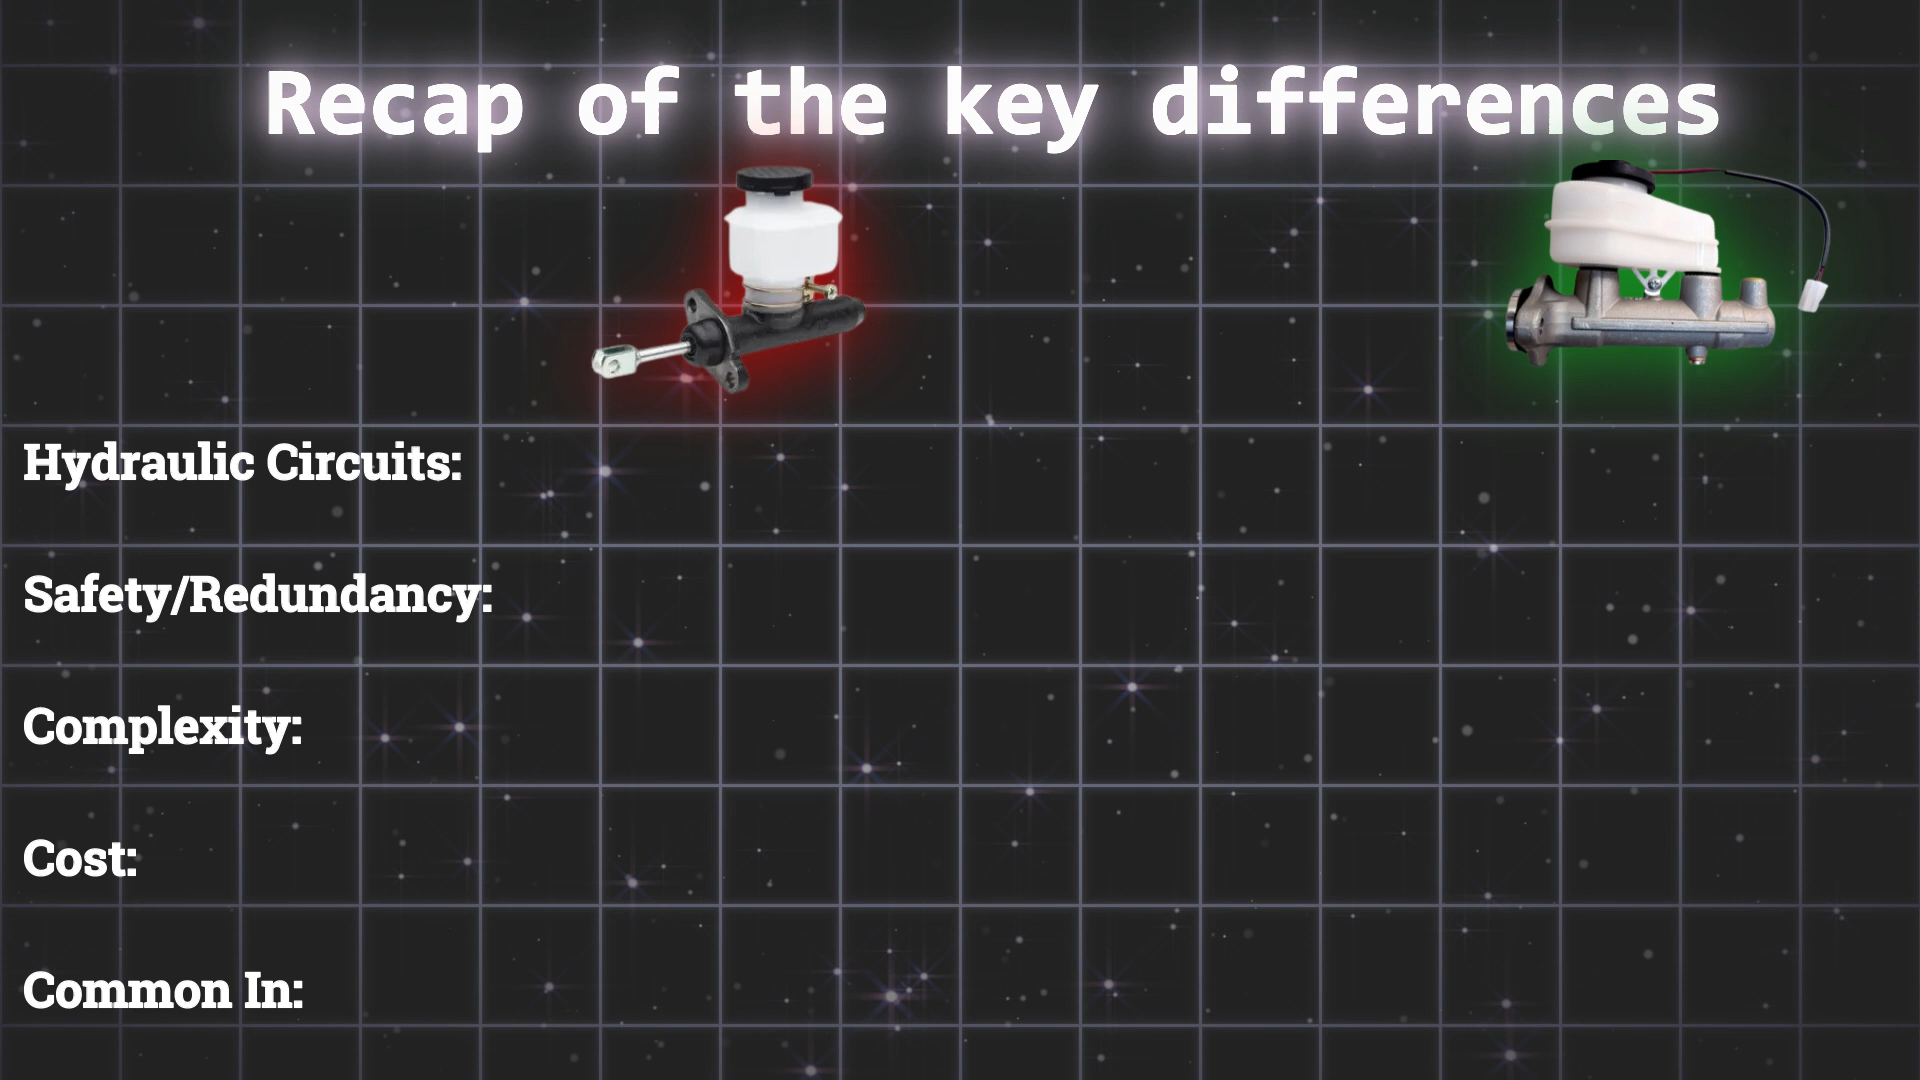 Recap of the key differences
Hydraulic Circuits:
Safety/Redundancy:
Complexity:
Cost:
Common In: